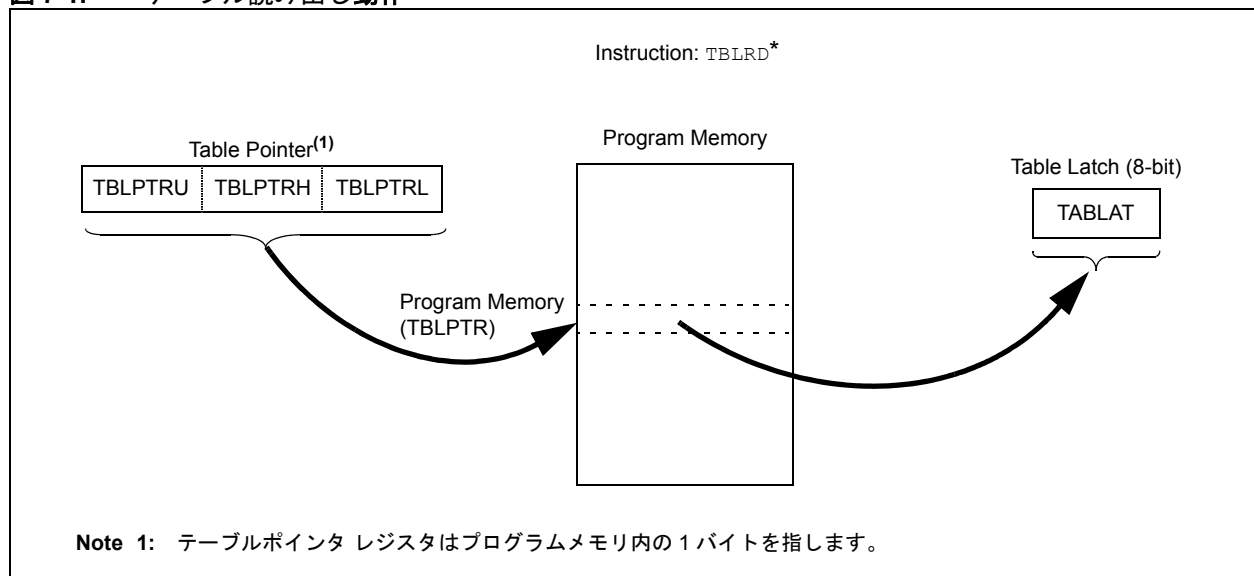 Instruction: TBLRD*
Table Pointer(1)
TBLPTRU TBLPTRH TBLPTRL
Program Memory
Table Latch (8-bit)
TABLAT
Program Memory
(TBLPTR)
Note 1: テーブルポインタ レジスタはプログラムメモリ内の 1 バイトを指します。